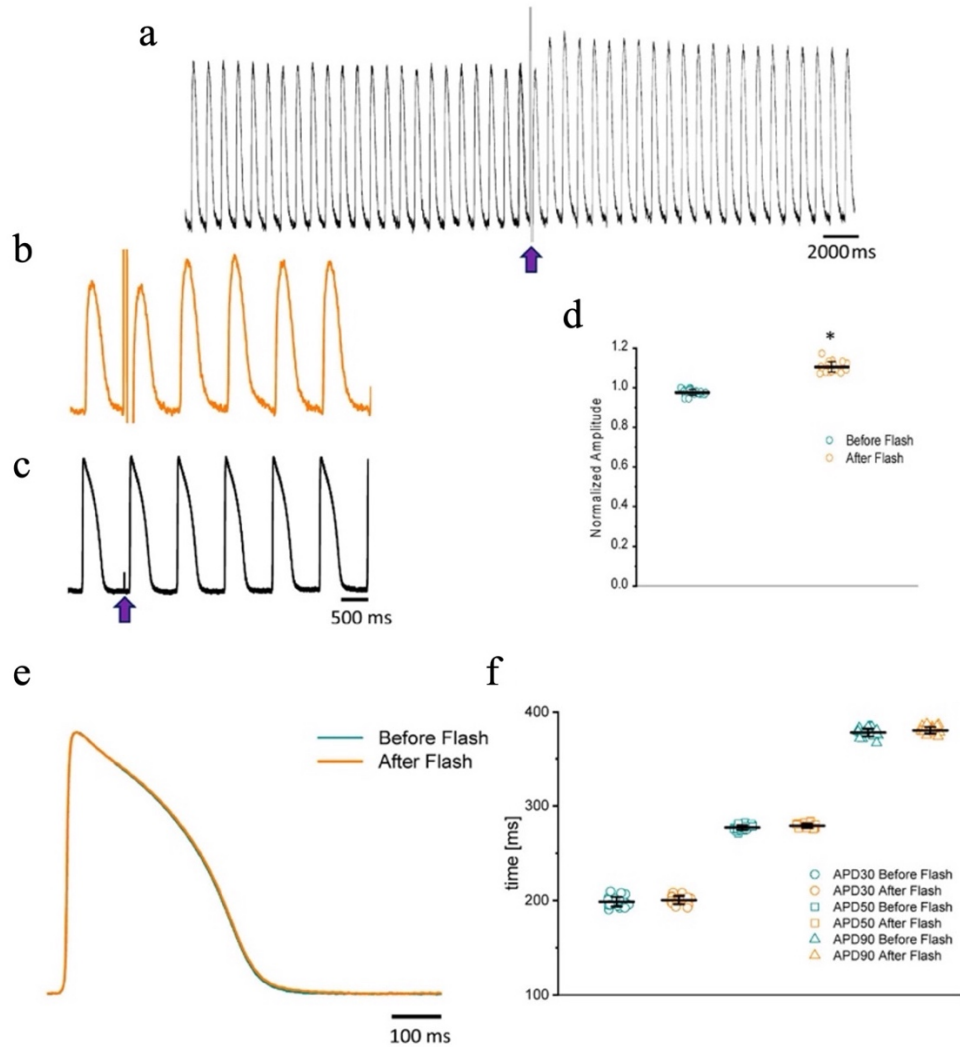 a
2000 ms
b
c
500 ms
d
*
Normalized Amplitude
1.2
1.0
0.8
0.6
0.4
0.2
0.0
Before Flash
After Flash
e
Before Flash
After Flash
100 ms
f
time [ms]
400
300
200
100
APD30 Before Flash
APD30 After Flash
APD50 Before Flash
APD50 After Flash
APD90 Before Flash
APD90 After Flash